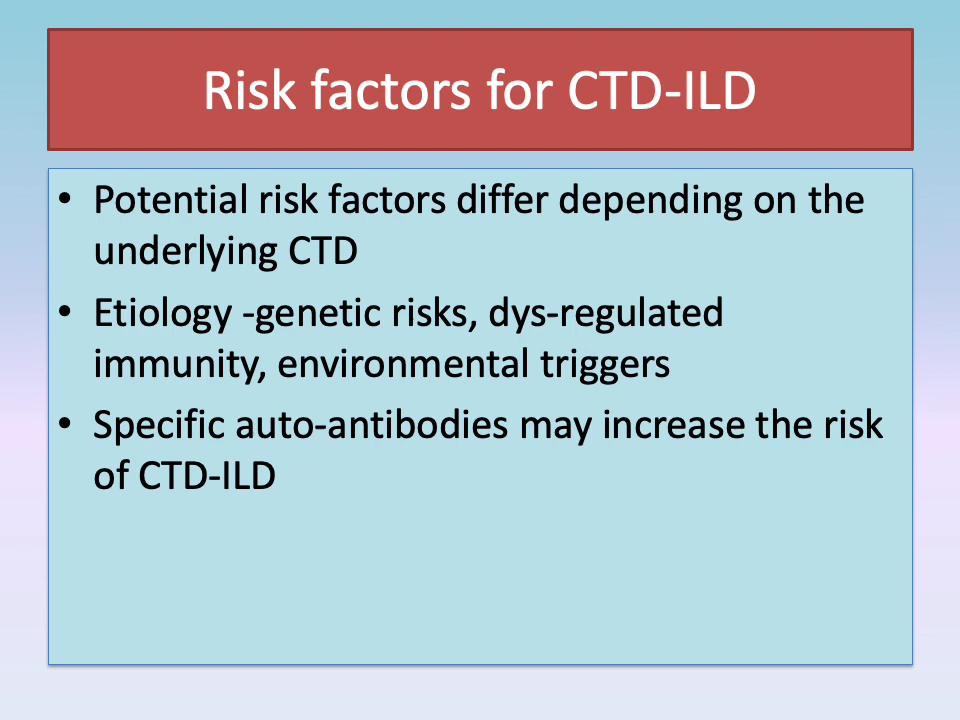 Risk factors for CTD-ILD
• Potential risk factors differ depending on the
underlying CTD
• Etiology -genetic risks, dys-regulated
immunity, environmental triggers
• Specific auto-antibodies may increase the risk
of CTD-ILD